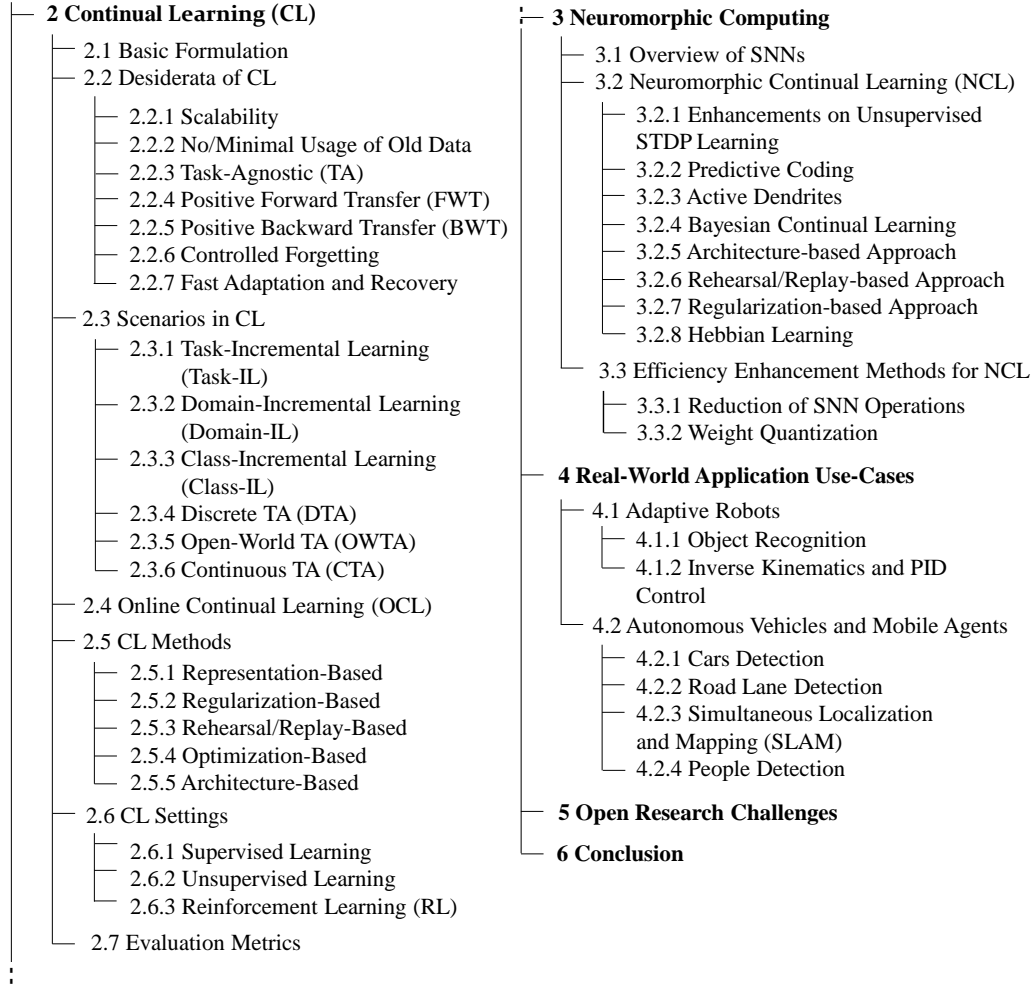 2 Continual Learning (CL)
2.1 Basic Formulation
2.2 Desiderata of CL
2.2.1 Scalability
2.2.2 No/Minimal Usage of Old Data
2.2.3 Task-Agnostic (TA)
2.2.4 Positive Forward Transfer (FWT)
2.2.5 Positive Backward Transfer (BWT)
2.2.6 Controlled Forgetting
2.2.7 Fast Adaptation and Recovery
2.3 Scenarios in CL
2.3.1 Task-Incremental Learning
(Task-IL)
2.3.2 Domain-Incremental Learning
(Domain-IL)
2.3.3 Class-Incremental Learning
(Class-IL)
2.3.4 Discrete TA (DTA)
2.3.5 Open-World TA (OWTA)
2.3.6 Continuous TA (CTA)
2.4 Online Continual Learning (OCL)
2.5 CL Methods
2.5.1 Representation-Based
2.5.2 Regularization-Based
2.5.3 Rehearsal/Replay-Based
2.5.4 Optimization-Based
2.5.5 Architecture-Based
2.6 CL Settings
2.6.1 Supervised Learning
2.6.2 Unsupervised Learning
2.6.3 Reinforcement Learning (RL)
2.7 Evaluation Metrics
3 Neuromorphic Computing
3.1 Overview of SNNs
3.2 Neuromorphic Continual Learning (NCL)
3.2.1 Enhancements on Unsupervised
STDP Learning
3.2.2 Predictive Coding
3.2.3 Active Dendrites
3.2.4 Bayesian Continual Learning
3.2.5 Architecture-based Approach
3.2.6 Rehearsal/Replay-based Approach
3.2.7 Regularization-based Approach
3.2.8 Hebbian Learning
3.3 Efficiency Enhancement Methods for NCL
3.3.1 Reduction of SNN Operations
3.3.2 Weight Quantization
4 Real-World Application Use-Cases
4.1 Adaptive Robots
4.1.1 Object Recognition
4.1.2 Inverse Kinematics and PID
Control
4.2 Autonomous Vehicles and Mobile Agents
4.2.1 Cars Detection
4.2.2 Road Lane Detection
4.2.3 Simultaneous Localization
and Mapping (SLAM)
4.2.4 People Detection
5 Open Research Challenges
6 Conclusion